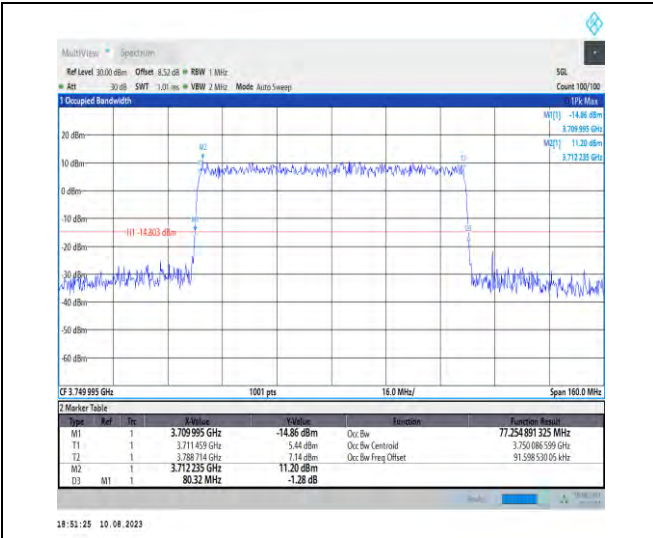 MultiView Spectrum
Ref Level 30.00 dBm Offset 8.52 dB RBW 1 MHz SGL
Att 30 dB SWT 1.01 ms VBW 2 MHz Mode Auto Sweep Count 100/100
1 Occupied Bandwidth 1Pk Max
M1[1] -14.86 dBm
3.709 995 GHz
20 dBm
M2[1] 11.20 dBm
3.712 235 GHz
M2
10 dBm
0 dBm
-10 dBm
H1 -14.803 dBm
D3
-20 dBm
-30 dBm
-40 dBm
-50 dBm
-60 dBm
CF 3.749 995 GHz 1001 pts 16.0 MHz/ Span 160.0 MHz
2 Marker Table
Type Ref Trc X-Value Y-Value Function Function Result
M1 1 3.709 995 GHz -14.86 dBm Occ Bw 77.254 891 325 MHz
T1 1 3.711 459 GHz 5.44 dBm Occ Bw Centroid 3.750 086 599 GHz
T2 1 3.788 714 GHz 7.14 dBm Occ Bw Freq Offset 91.598 530 05 kHz
M2 1 3.712 235 GHz 11.20 dBm
D3 M1 1 80.32 MHz -1.28 dB
18:51:25 10.08.2023